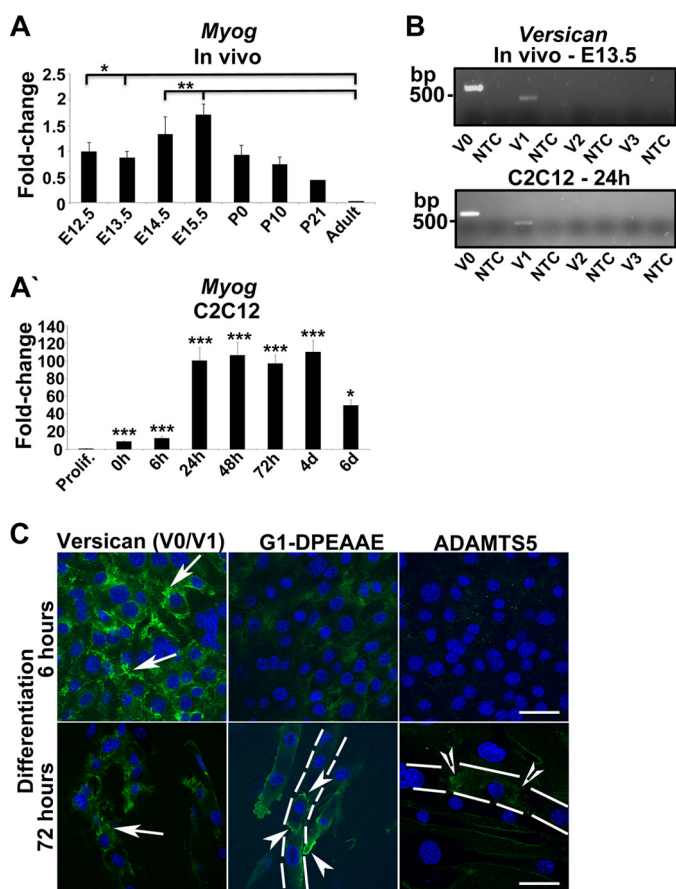 A
Myog
In vivo
Fold-change
2.5
2
1.5
1
0.5
0
*
**
E12.5
E13.5
E14.5
E15.5
P0
P10
P21
Adult
B
Versican
In vivo - E13.5
bp
500
V0
NTC
V1
NTC
V2
NTC
V3
NTC
C2C12 - 24h
bp
500
V0
NTC
V1
NTC
V2
NTC
V3
NTC
A`
Myog
C2C12
Fold-change
140
120
100
80
60
40
20
0
***
***
***
***
***
***
*
Prolif.
0h
6h
24h
48h
72h
4d
6d
C
Versican (V0/V1)
G1-DPEAAE
ADAMTS5
Differentiation
6 hours
72 hours